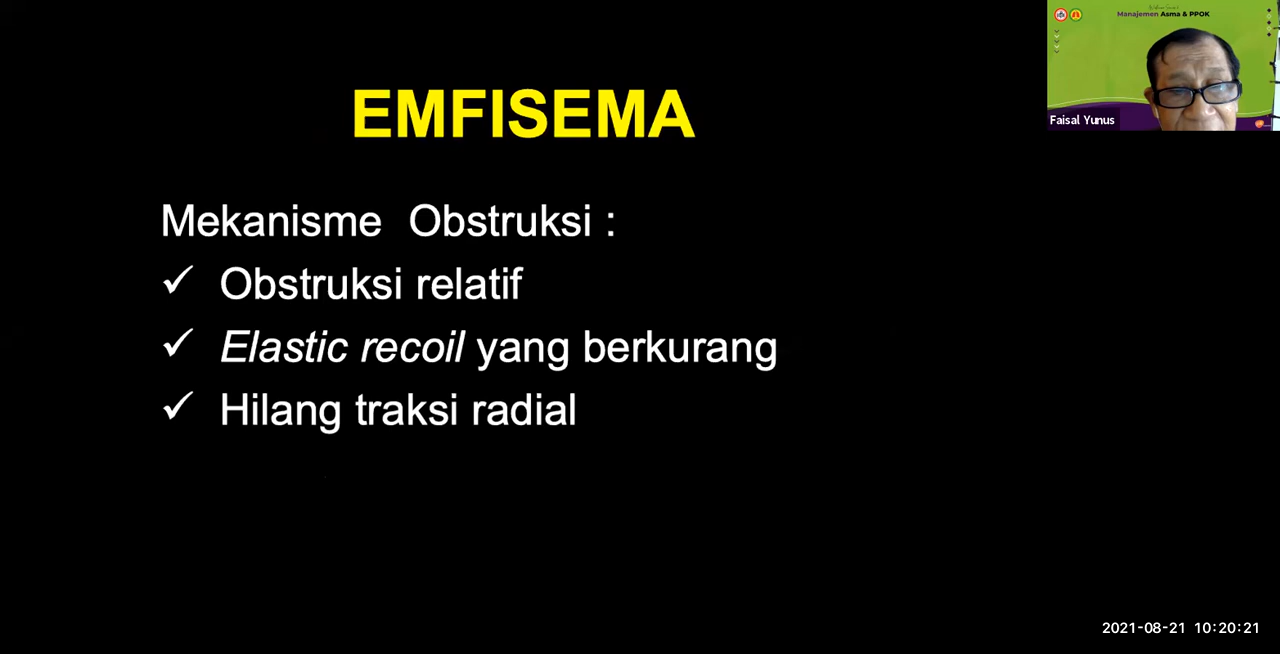 EMFISEMA
Mekanisme Obstruksi :
✓ Obstruksi relatif
✓ Elastic recoil yang berkurang
✓ Hilang traksi radial
Manajemen Asma & PPOK
Faisal Yunus
2021-08-21 10:20:21